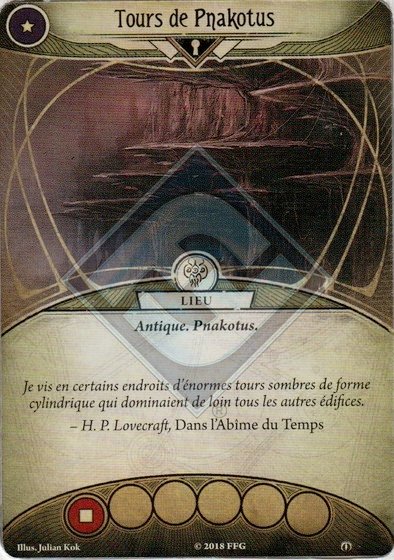 Tours de Pnakotus
LIEU
Antique. Pnakotus.
Je vis en certains endroits d'énormes tours sombres de forme
cylindrique qui dominaient de loin tous les autres édifices.
– H. P. Lovecraft, Dans l'Abîme du Temps
Illus. Julian Kok
© 2018 FFG